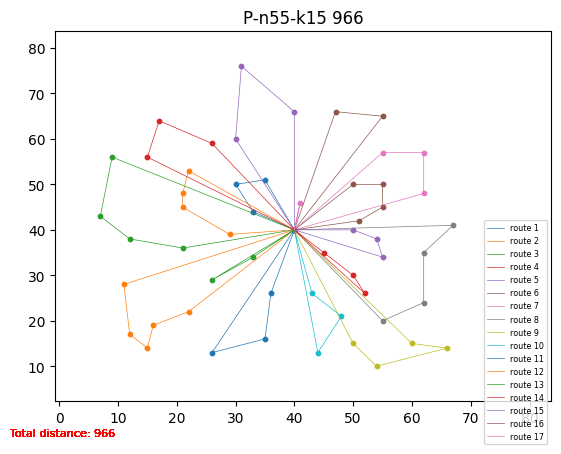 P-n55-k15 966
80
70
60
50
40
30
20
10
0 10 20 30 40 50 60 70 80
route 1
route 2
route 3
route 4
route 5
route 6
route 7
route 8
route 9
route 10
route 11
route 12
route 13
route 14
route 15
route 16
route 17
Total distance: 966